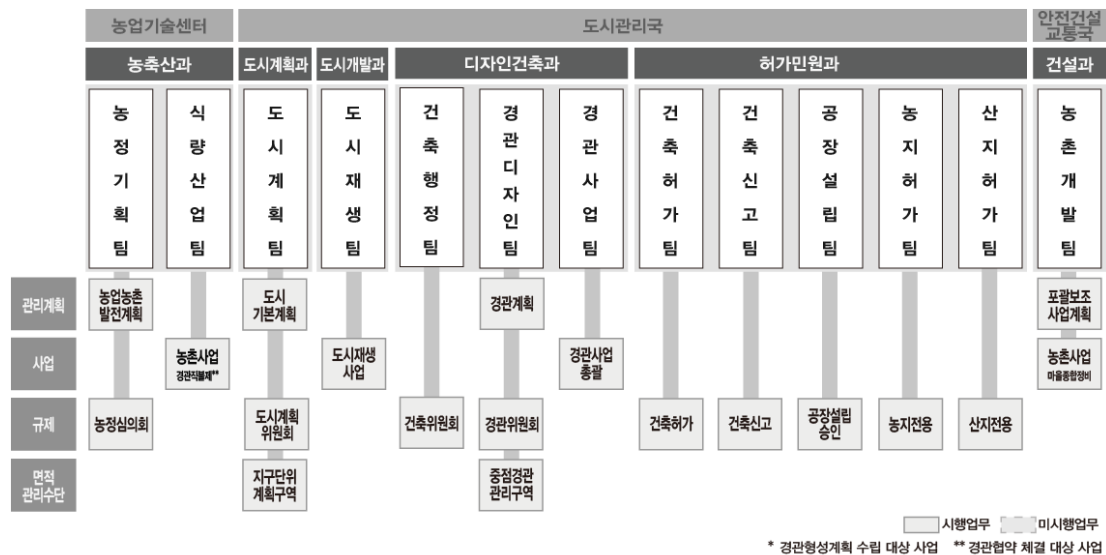 농업기술센터
도시관리국
안전건설
교통국
농축산과
도시계획과
도시개발과
디자인건축과
허가민원과
건설과
농정기획팀
식량산업팀
도시계획팀
도시재생팀
건축행정팀
경관디자인팀
경관사업팀
건축허가팀
건축신고팀
공장설립팀
농지허가팀
산지허가팀
농촌개발팀
관리계획
농업농촌
발전계획
도시
기본계획
경관계획
포괄보조
사업계획
사업
농촌사업
경관직불제**
도시재생
사업
경관사업
총괄
농촌사업
마을종합정비
규제
농정심의회
도시계획
위원회
건축위원회
경관위원회
건축허가
건축신고
공장설립
승인
농지전용
산지전용
면적
관리수단
지구단위
계획구역
중점경관
관리구역
시행업무
미시행업무
* 경관형성계획 수립 대상 사업 ** 경관협약 체결 대상 사업